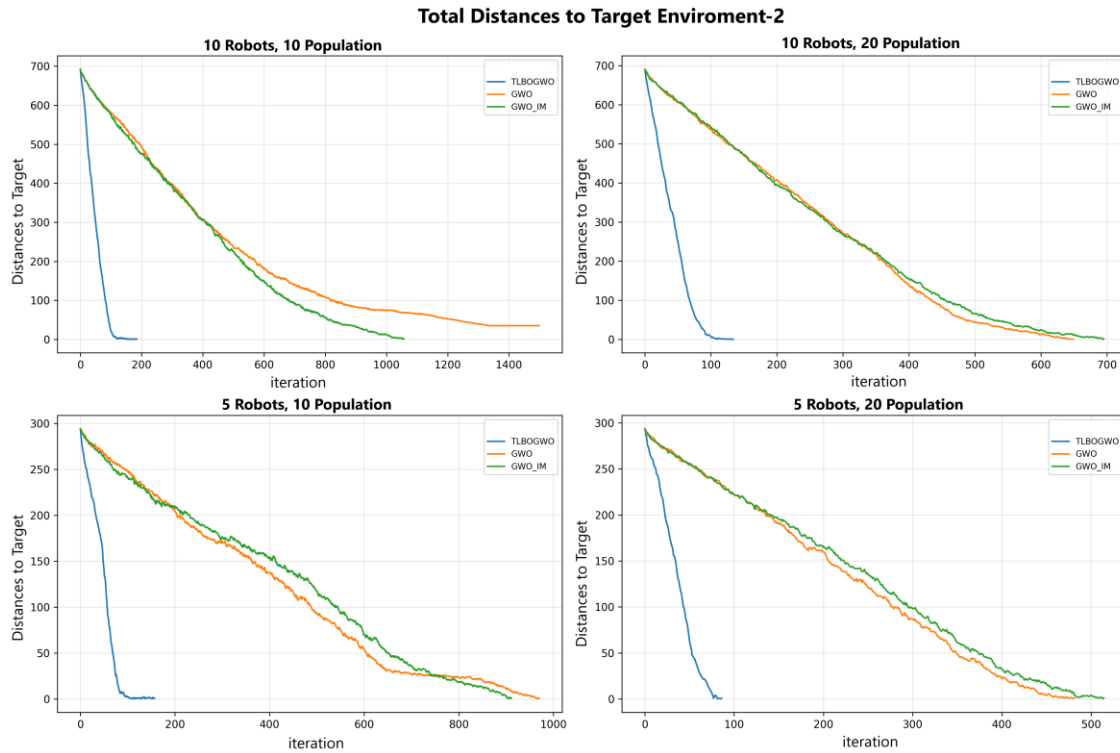 Total Distances to Target Enviroment-2
10 Robots, 10 Population
Distances to Target
700
600
500
400
300
200
100
0
TLBOGWO
GWO
GWO_IM
0 200 400 600 800 1000 1200 1400
iteration
10 Robots, 20 Population
Distances to Target
700
600
500
400
300
200
100
0
TLBOGWO
GWO
GWO_IM
0 100 200 300 400 500 600 700
iteration
5 Robots, 10 Population
Distances to Target
300
250
200
150
100
50
0
TLBOGWO
GWO
GWO_IM
0 200 400 600 800 1000
iteration
5 Robots, 20 Population
Distances to Target
300
250
200
150
100
50
0
TLBOGWO
GWO
GWO_IM
0 100 200 300 400 500
iteration